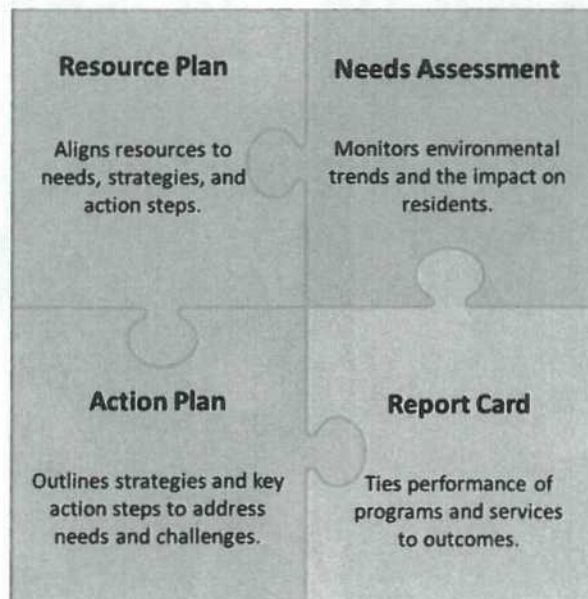 Resource Plan
Aligns resources to
needs, strategies, and
action steps.
Needs Assessment
Monitors environmental
trends and the impact on
residents.
Action Plan
Outlines strategies and key
action steps to address
needs and challenges.
Report Card
Ties performance of
programs and services
to outcomes.